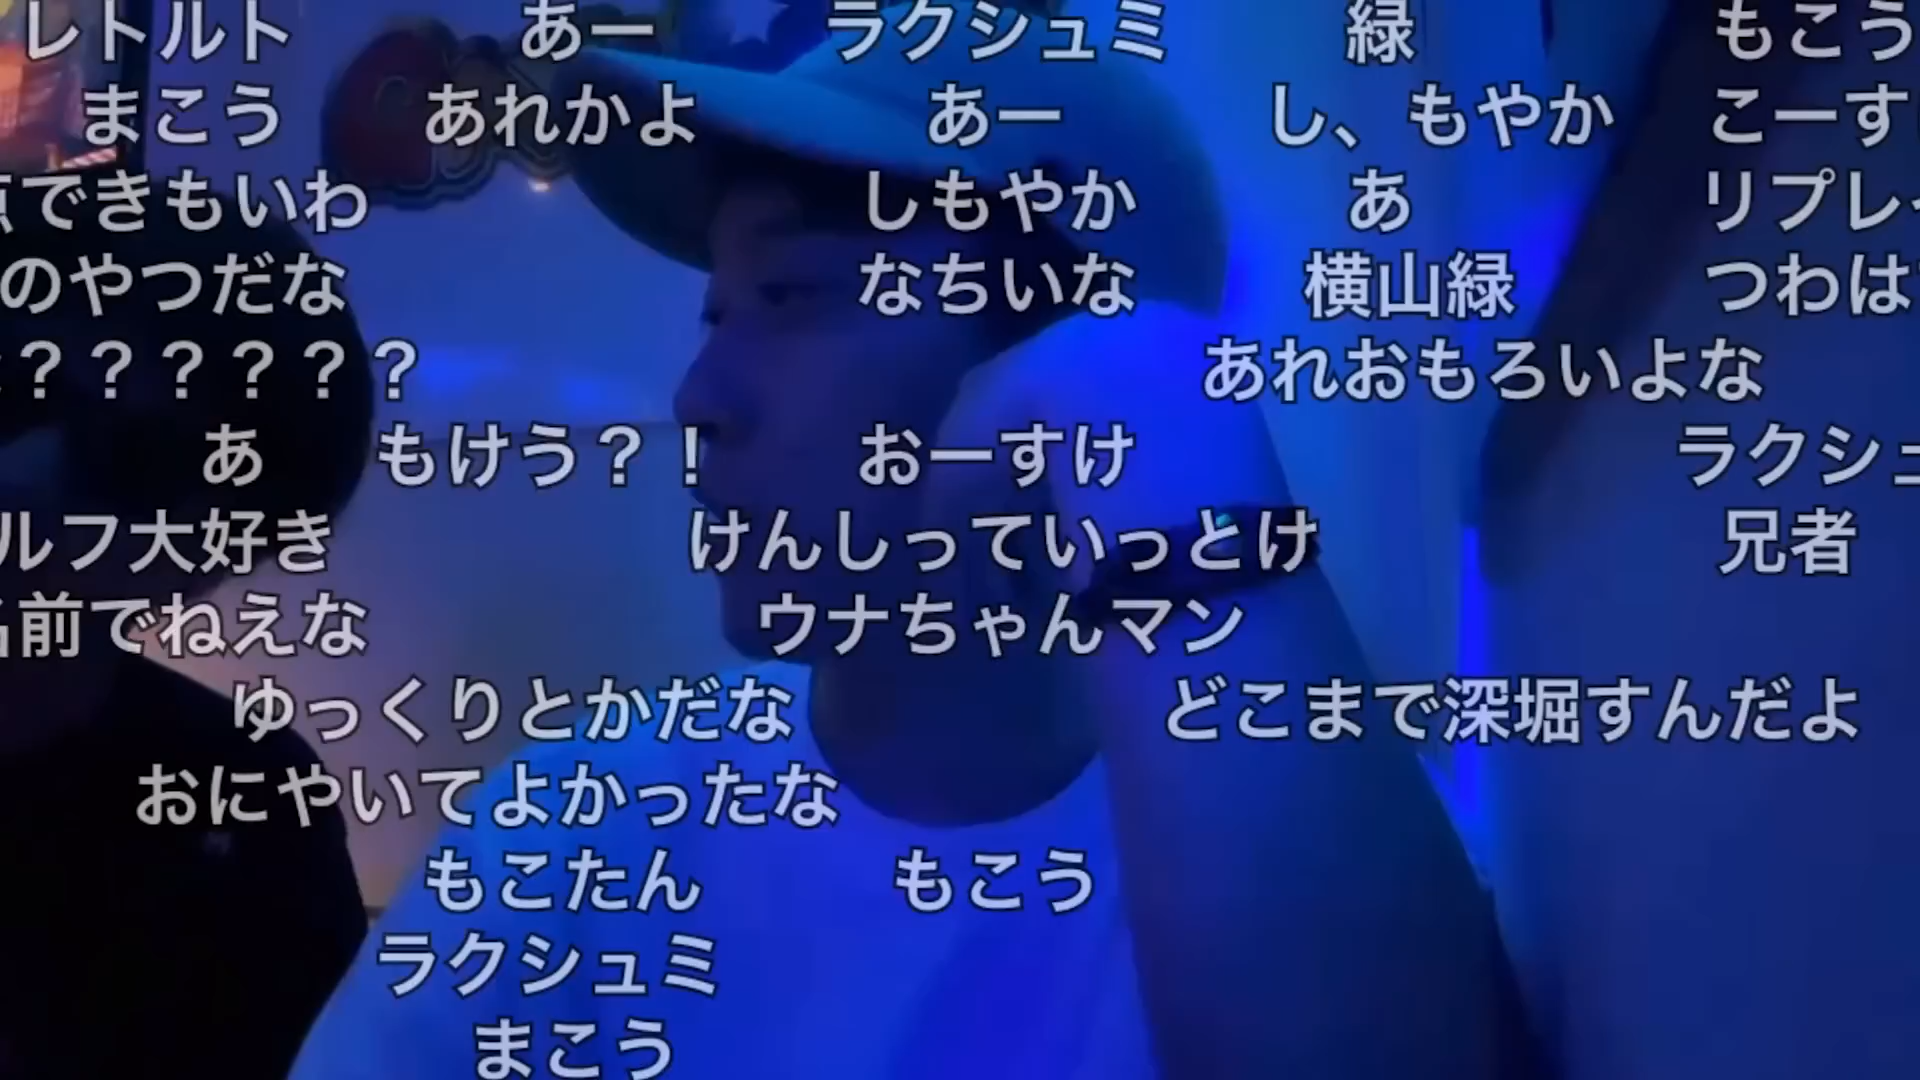 レトルト あー ラクシュミ 緑 もこう
まこう あれかよ あー し、もやか こーす
点できもいわ しもやか あ リプレイ
のやつだな なちいな 横山緑 つわは
？？？？？？ あれおもろいよな
あ もけう？！ おーすけ ラクシュ
ルフ大好き けんしっていっとけ 兄者
名前でねえな ウナちゃんマン
ゆっくりとかだな どこまで深堀すんだよ
おにやいてよかったな
もこたん もこう
ラクシュミ
まこう